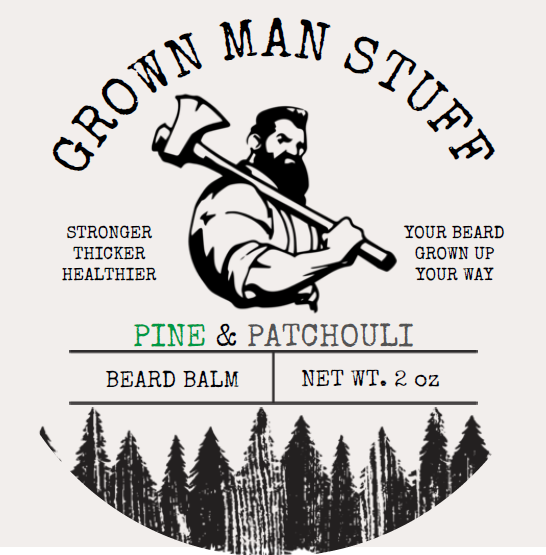 GROWN MAN STUFF
STRONGER
THICKER
HEALTHIER
YOUR BEARD
GROWN UP
YOUR WAY
PINE & PATCHOULI
BEARD BALM
NET WT. 2 oz